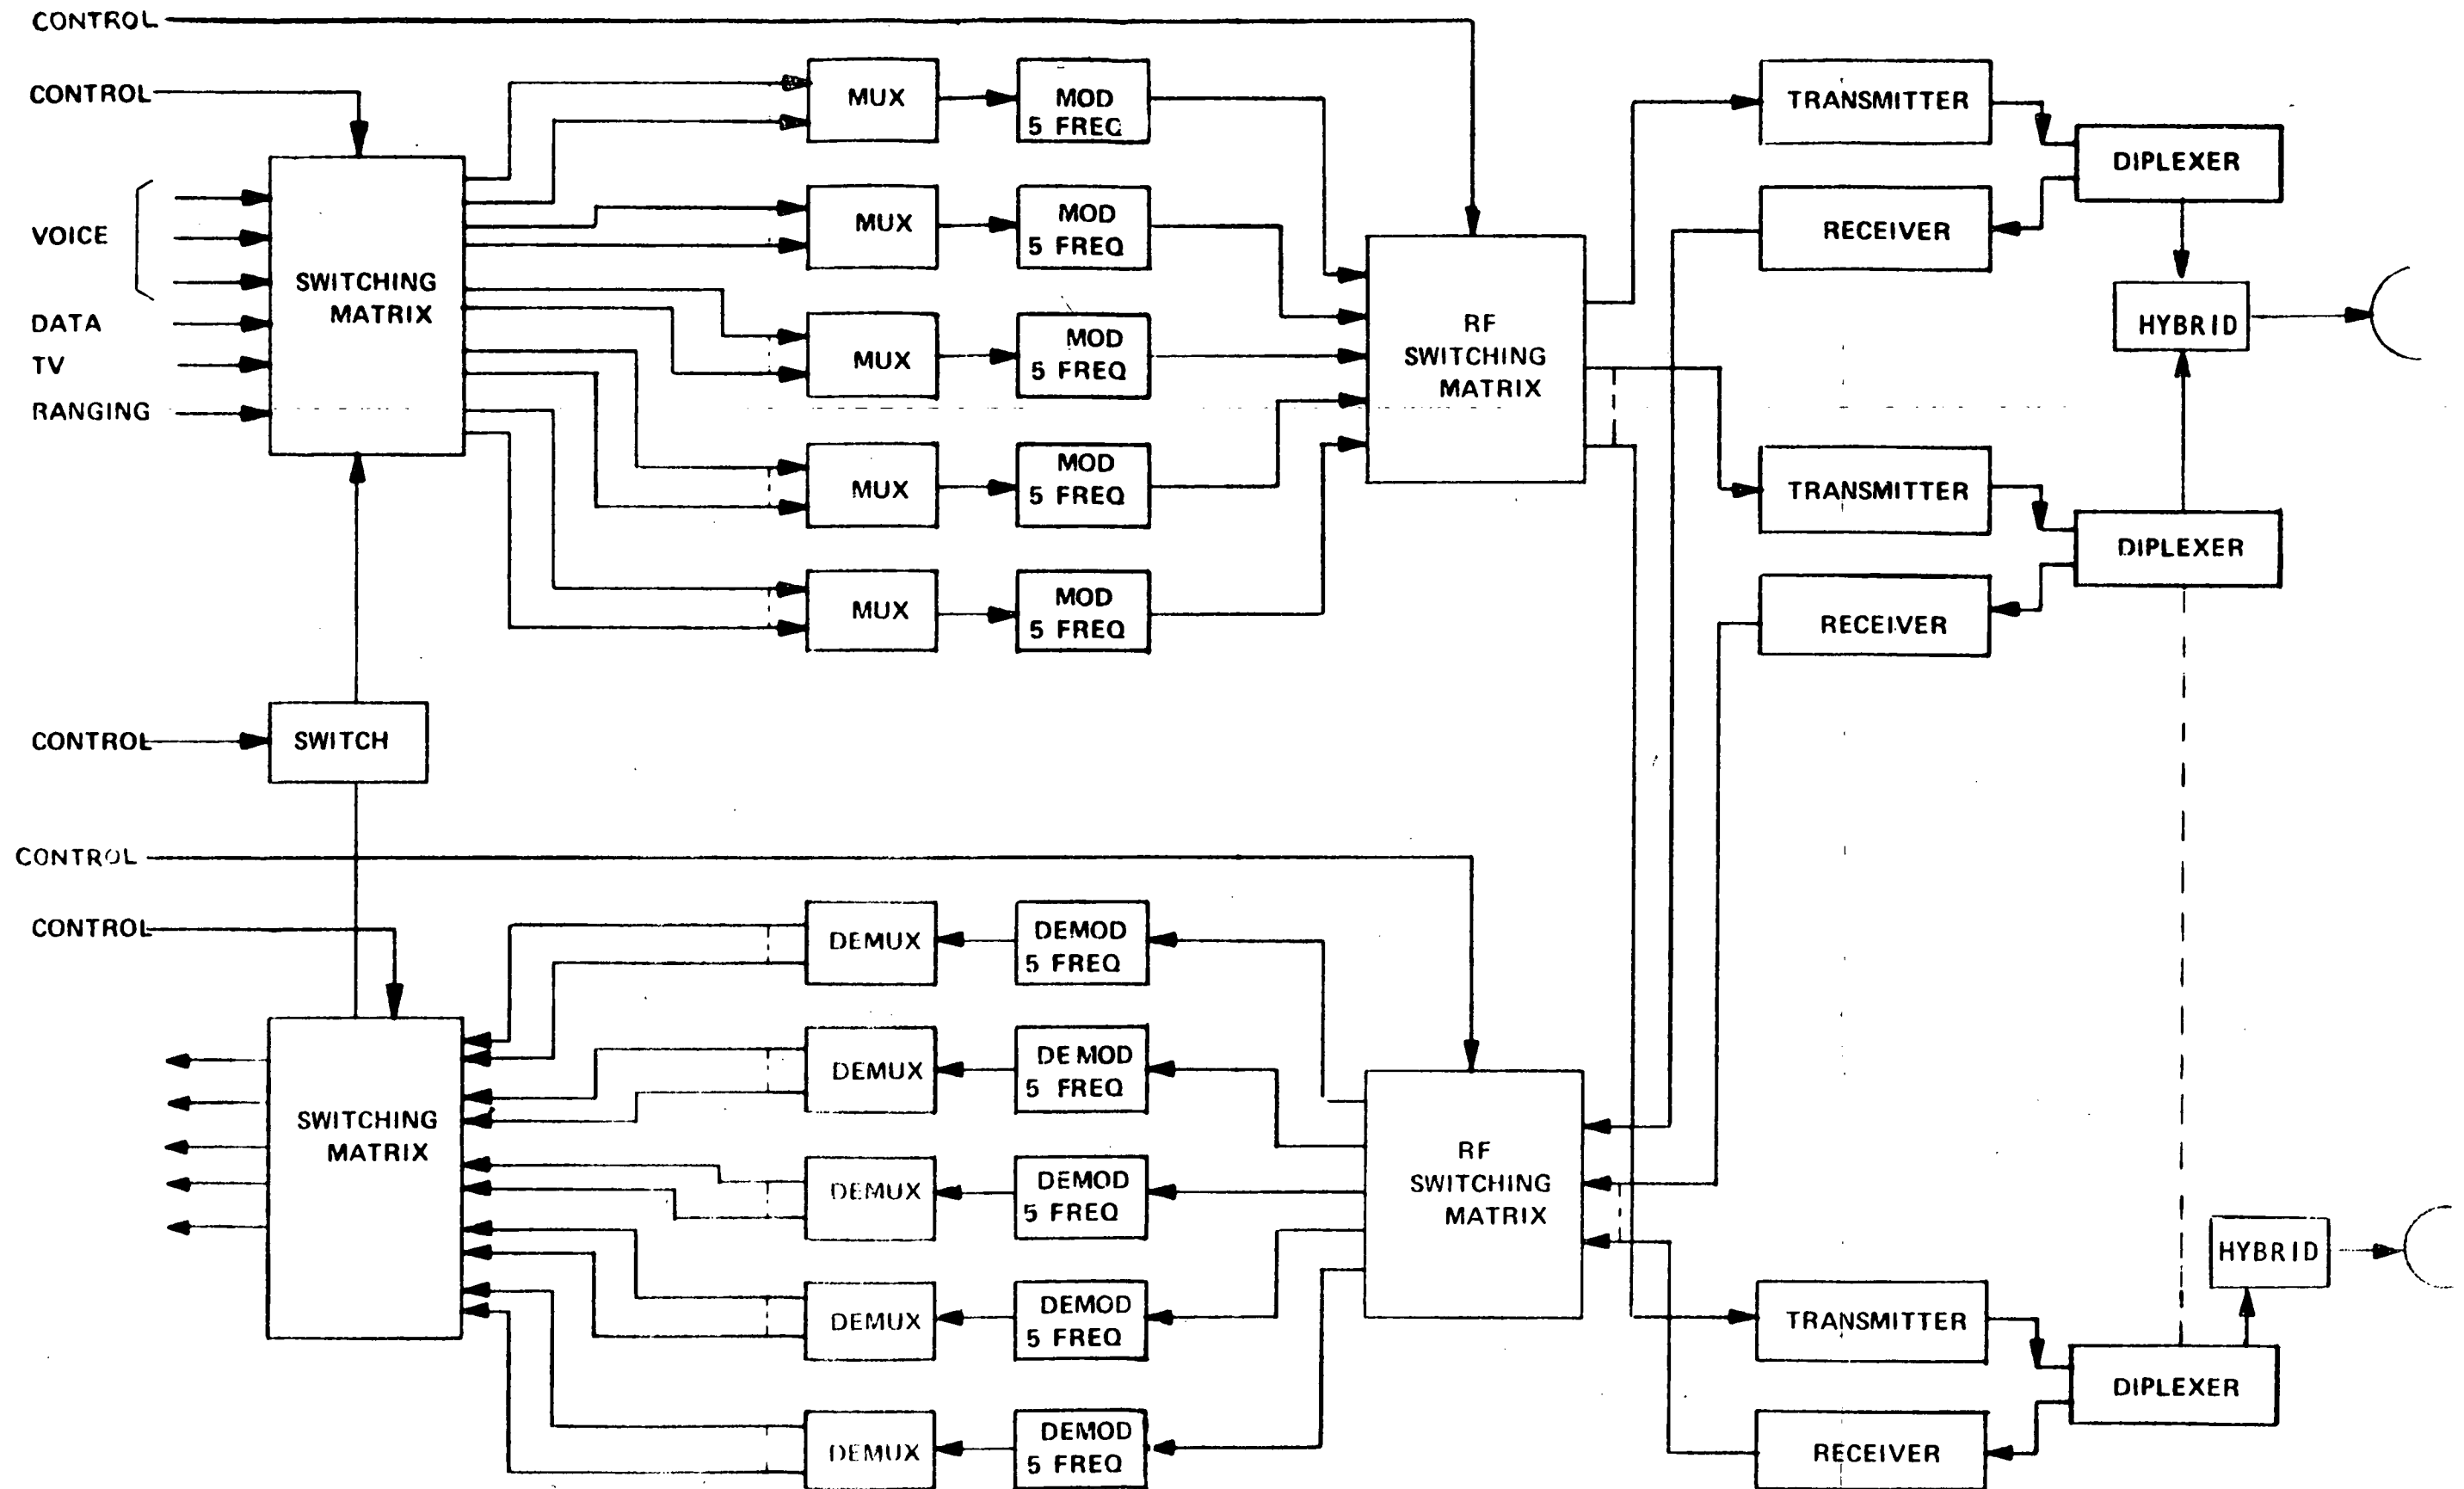 CONTROL
CONTROL
VOICE
DATA
TV
RANGING
SWITCHING
MATRIX
MUX
MOD
5 FREQ
MUX
MOD
5 FREQ
MUX
MOD
5 FREQ
MUX
MOD
5 FREQ
MUX
MOD
5 FREQ
RF
SWITCHING
MATRIX
TRANSMITTER
RECEIVER
DIPLEXER
HYBRID
TRANSMITTER
RECEIVER
DIPLEXER
CONTROL
SWITCH
CONTROL
CONTROL
SWITCHING
MATRIX
DEMUX
DEMOD
5 FREQ
DEMUX
DEMOD
5 FREQ
DEMUX
DEMOD
5 FREQ
DEMUX
DEMOD
5 FREQ
DEMUX
DEMOD
5 FREQ
RF
SWITCHING
MATRIX
HYBRID
TRANSMITTER
DIPLEXER
RECEIVER